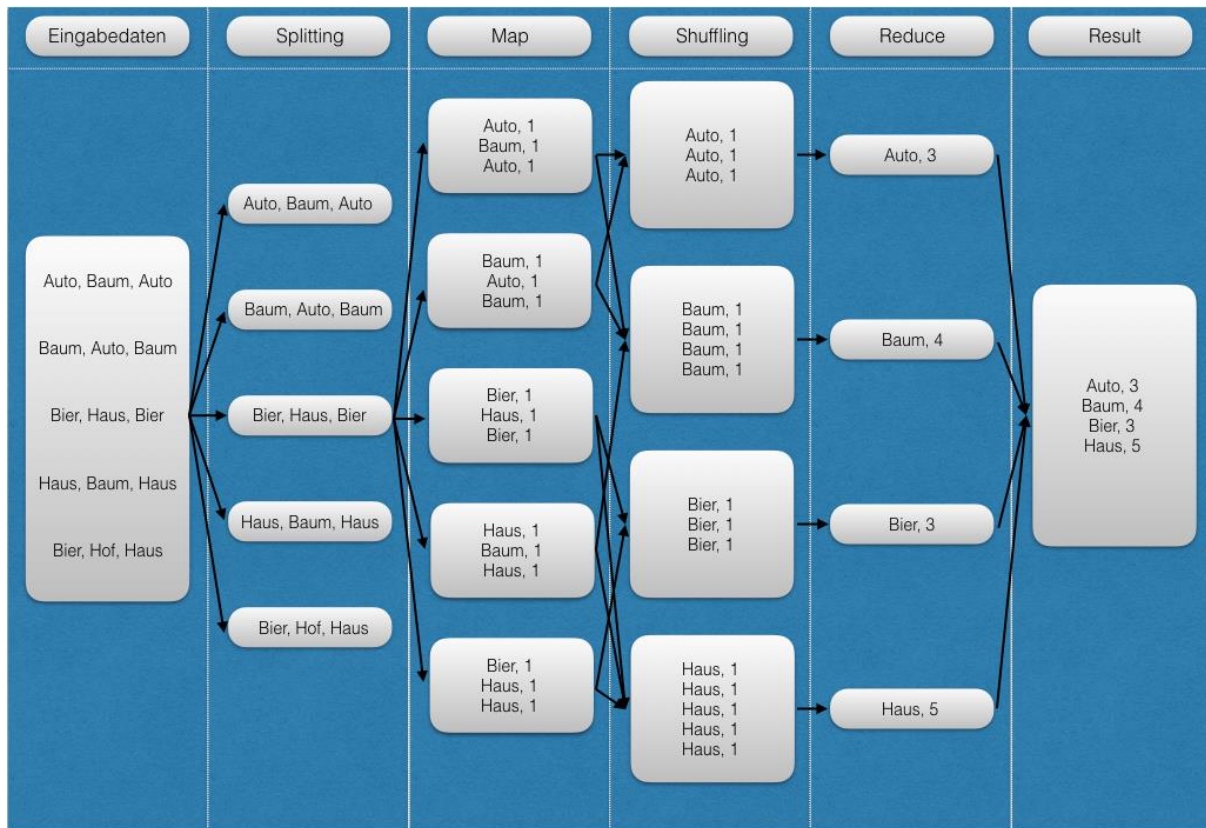 Eingabedaten
Splitting
Map
Shuffling
Reduce
Result
Auto, Baum, Auto
Baum, Auto, Baum
Bier, Haus, Bier
Haus, Baum, Haus
Bier, Hof, Haus
Auto, Baum, Auto
Baum, Auto, Baum
Bier, Haus, Bier
Haus, Baum, Haus
Bier, Hof, Haus
Auto, 1
Baum, 1
Auto, 1
Baum, 1
Auto, 1
Baum, 1
Bier, 1
Haus, 1
Bier, 1
Haus, 1
Baum, 1
Haus, 1
Bier, 1
Haus, 1
Haus, 1
Auto, 1
Auto, 1
Auto, 1
Baum, 1
Baum, 1
Baum, 1
Baum, 1
Bier, 1
Bier, 1
Bier, 1
Haus, 1
Haus, 1
Haus, 1
Haus, 1
Haus, 1
Auto, 3
Baum, 4
Bier, 3
Haus, 5
Auto, 3
Baum, 4
Bier, 3
Haus, 5